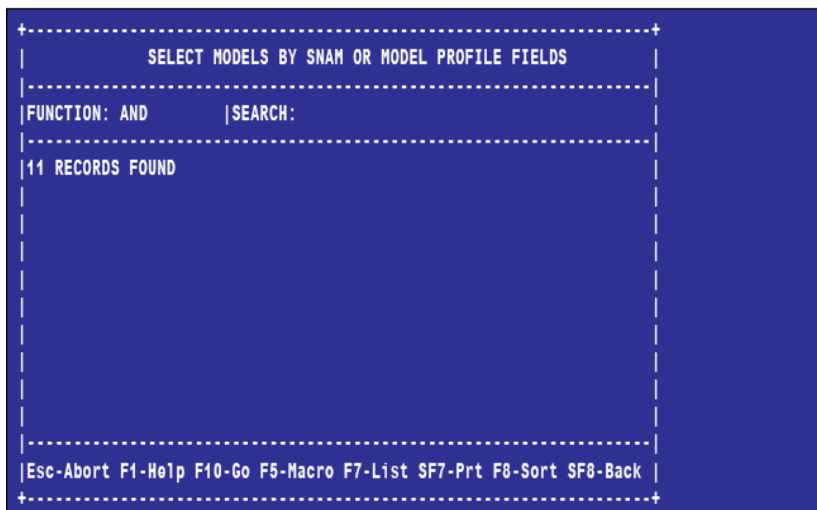 SELECT MODELS BY SNAM OR MODEL PROFILE FIELDS
FUNCTION: AND |SEARCH:
11 RECORDS FOUND
Esc-Abort F1-Help F10-Go F5-Macro F7-List SF7-Prt F8-Sort SF8-Back